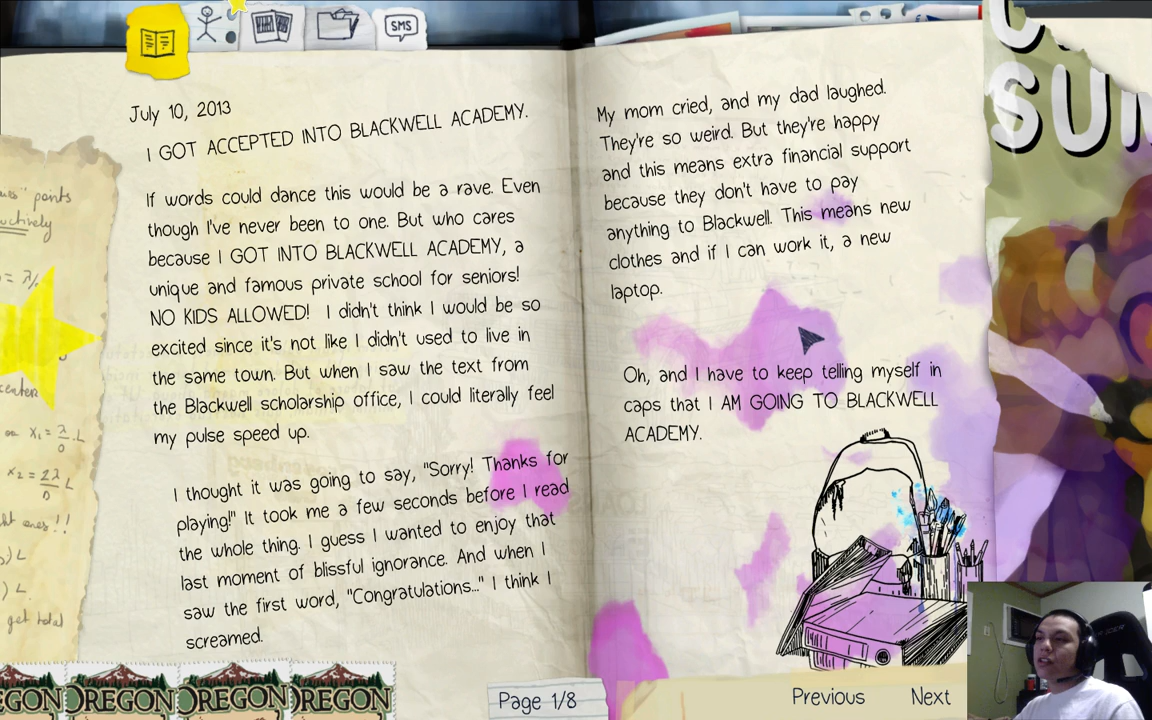 SMS
July 10, 2013
I GOT ACCEPTED INTO BLACKWELL ACADEMY.
If words could dance this would be a rave. Even
though I've never been to one. But who cares
because I GOT INTO BLACKWELL ACADEMY, a
unique and famous private school for seniors!
NO KIDS ALLOWED! I didn't think I would be so
excited since it's not like I didn't used to live in
the same town. But when I saw the text from
the Blackwell scholarship office, I could literally feel
my pulse speed up.
I thought it was going to say, "Sorry! Thanks for
playing!" It took me a few seconds before I read
the whole thing. I guess I wanted to enjoy that
last moment of blissful ignorance. And when I
saw the first word, "Congratulations..." I think I
screamed.
My mom cried, and my dad laughed.
They're so weird. But they're happy
and this means extra financial support
because they don't have to pay
anything to Blackwell. This means new
clothes and if I can work it, a new
laptop.
Oh, and I have to keep telling myself in
caps that I AM GOING TO BLACKWELL
ACADEMY.
points
center
get total
EGON OREGON OREGON OREGON
Page 1/8
Previous Next
SUM